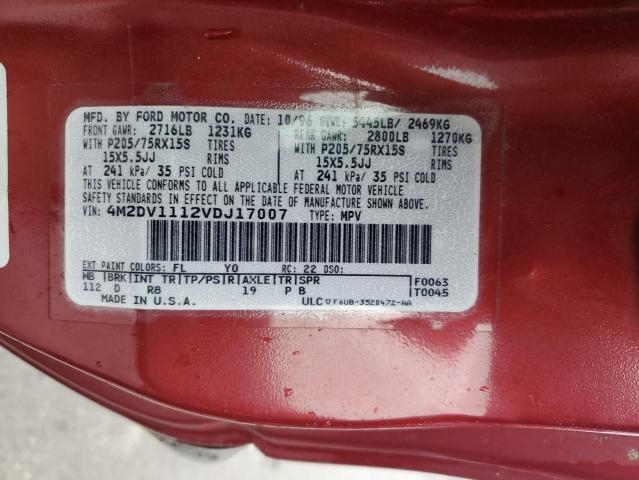 MFD. BY FORD MOTOR CO. DATE: 10/96 GVWR: 5445LB/ 2469KG
FRONT GAWR: 2716LB 1231KG REAR GAWR: 2800LB 1270KG
WITH P205/75RX15S TIRES WITH P205/75RX15S TIRES
15X5.5JJ RIMS 15X5.5JJ RIMS
AT 241 kPa/ 35 PSI COLD AT 241 kPa/ 35 PSI COLD
THIS VEHICLE CONFORMS TO ALL APPLICABLE FEDERAL MOTOR VEHICLE
SAFETY STANDARDS IN EFFECT ON THE DATE OF MANUFACTURE SHOWN ABOVE.
VIN: 4M2DV1112VDJ17007 TYPE: MPV
EXT PAINT COLORS: FL YO RC: 22 DSO:
WB BRK INT TR TP/PS R AXLE TR SPR F0063
112 D R8 19 P B T0045
MADE IN U.S.A. ULC F6UB-3520472-AA